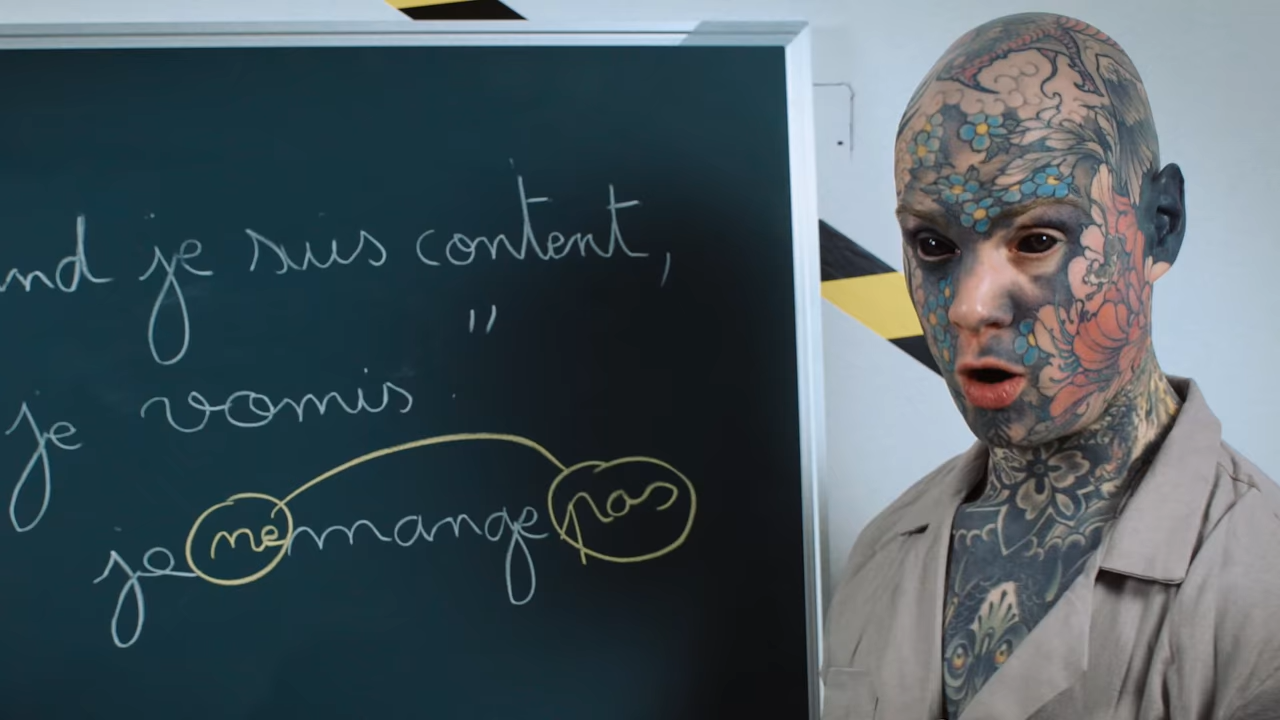 nd je suis content,
"
je vomis.
je ne mange pas